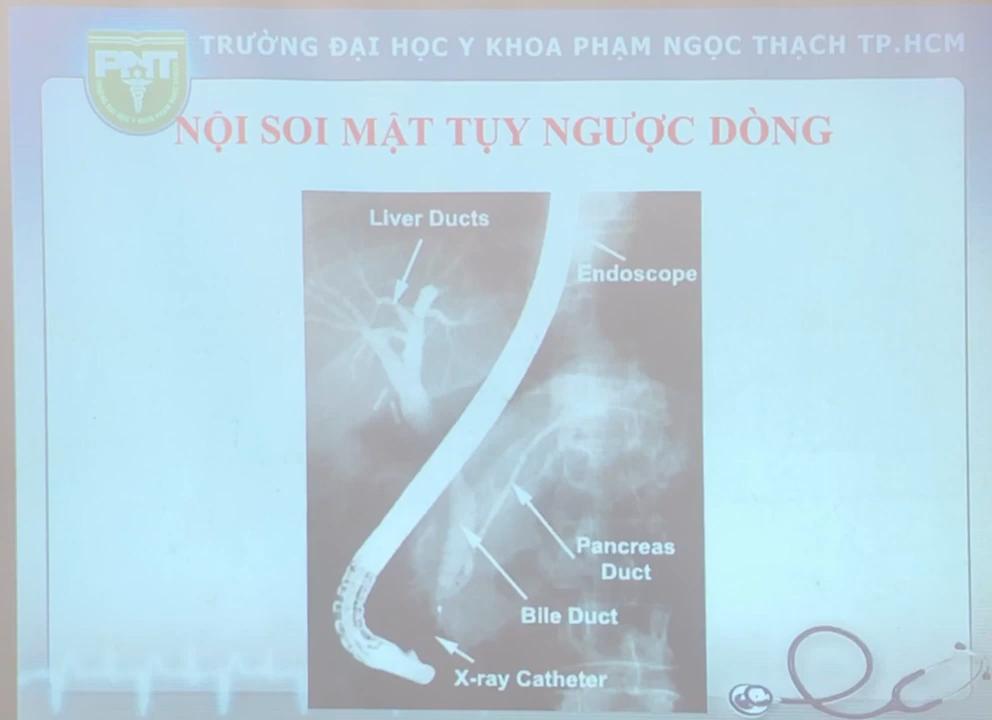 TRƯỜNG ĐẠI HỌC Y KHOA PHẠM NGỌC THẠCH TP.HCM
PNT
NỘI SOI MẬT TỤY NGƯỢC DÒNG
Liver Ducts
Endoscope
Pancreas
Duct
Bile Duct
X-ray Catheter